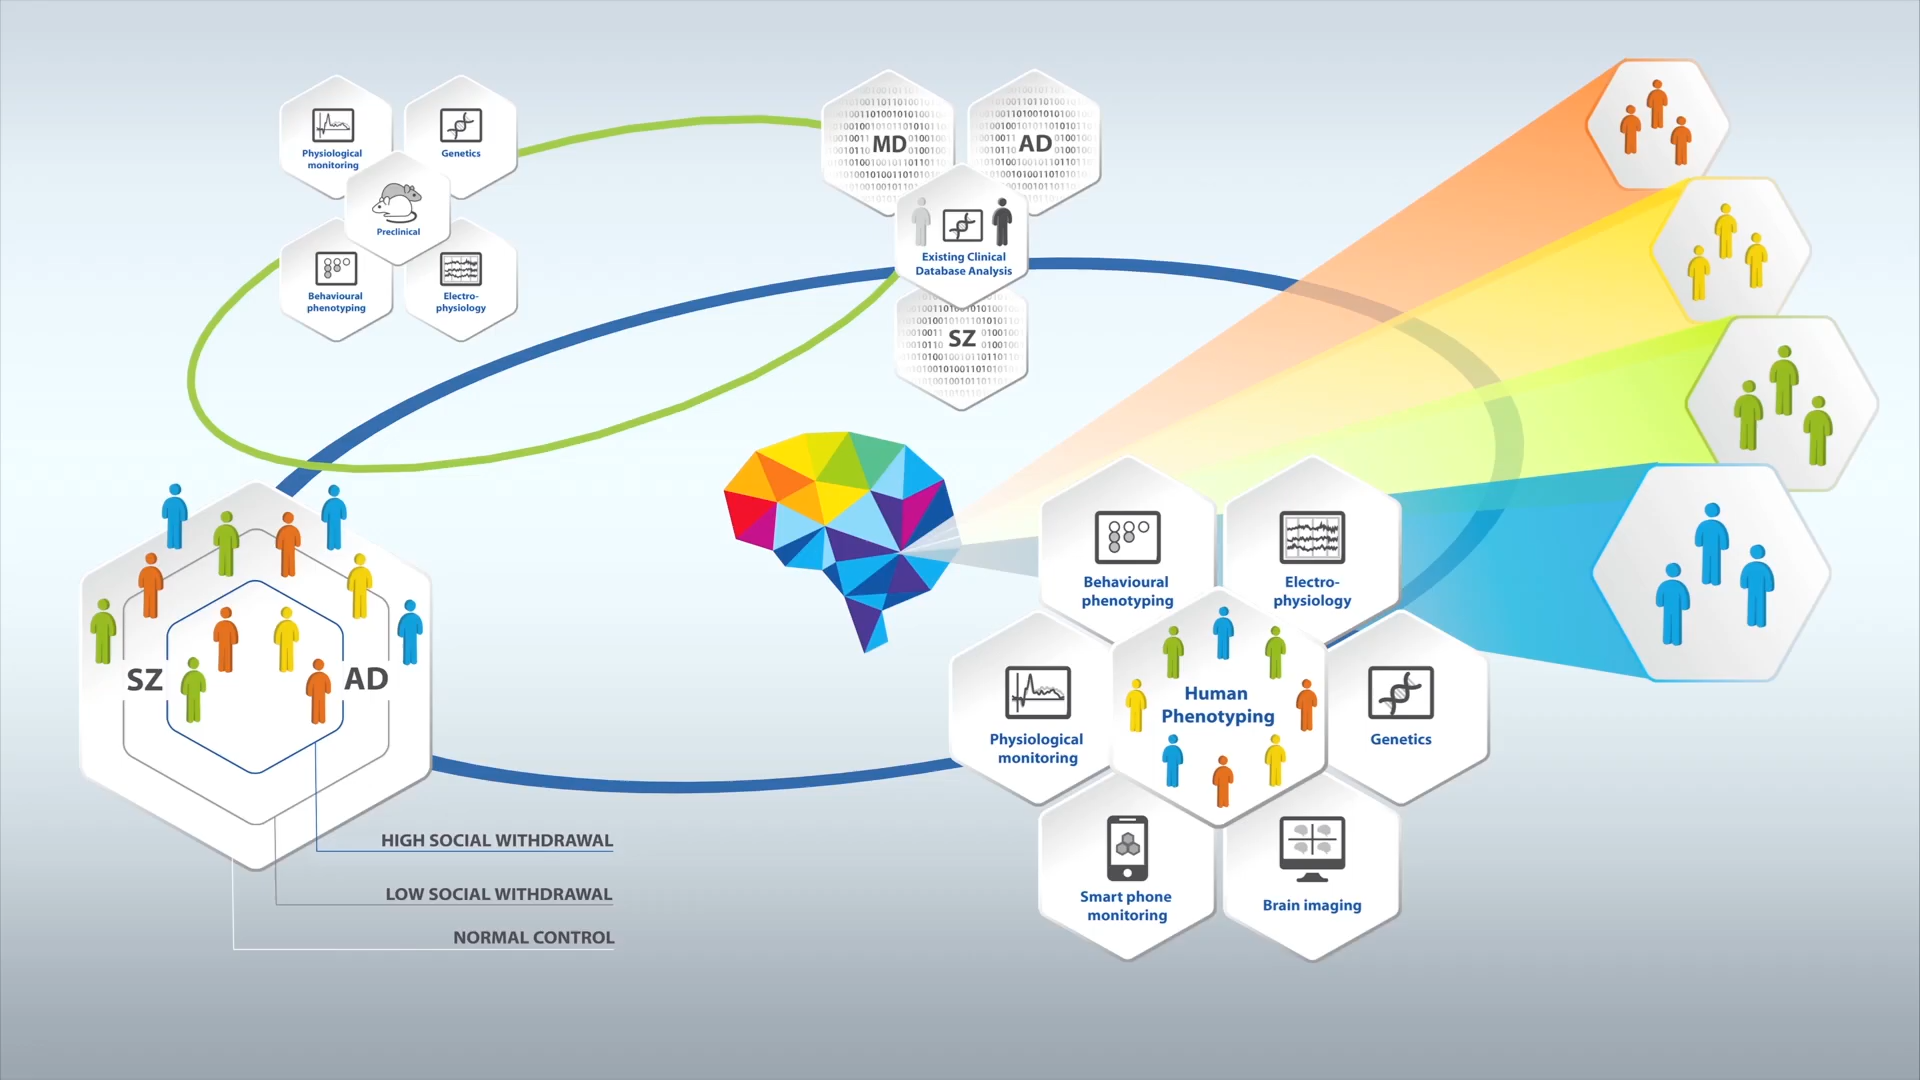 Physiological
monitoring
Genetics
Preclinical
Behavioural
phenotyping
Electro-
physiology
MD
AD
Existing Clinical
Database Analysis
SZ
SZ
AD
HIGH SOCIAL WITHDRAWAL
LOW SOCIAL WITHDRAWAL
NORMAL CONTROL
Behavioural
phenotyping
Electro-
physiology
Physiological
monitoring
Human
Phenotyping
Genetics
Smart phone
monitoring
Brain imaging